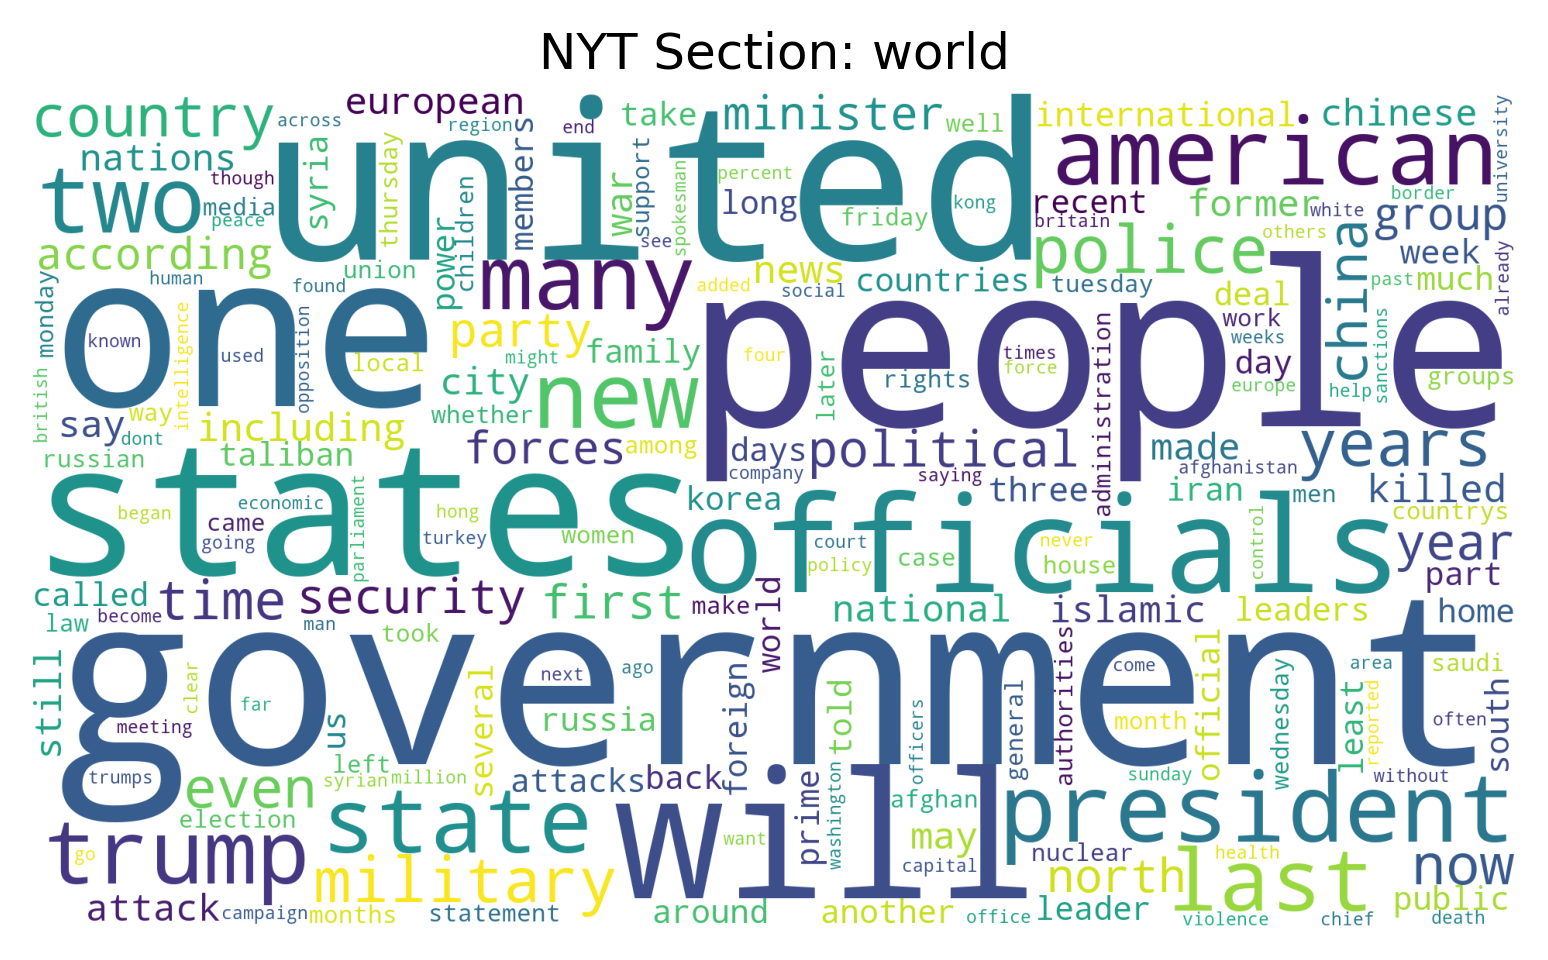 NYT Section: world
country
across
european
region
end
take
minister
well
international
chinese
university
nations
though
syria
thursday
members
support
spokesman
percent
united
american
border
two
media
peace
children
war
long
friday
kong
recent
britain
former
white
others
group
according
human
union
found
power
many
see
added
news
social
countries
police
tuesday
week
deal
china
past
much
already
monday
one
known
intelligence
used
opposition
local
party
might
family
people
four
later
rights
times
force
administration
work
weeks
day
europe
help
sanctions
groups
british
say
way
dont
including
city
whether
new
russian
taliban
forces
among
days
company
political
saying
three
made
afghanistan
years
states
began
economic
came
going
parliament
hong
turkey
women
korea
officials
court
policy
case
never
house
iran
men
control
killed
countrys
year
part
called
become
time
security
first
make
world
national
islamic
leaders
home
law
man
took
still
government
clear
far
meeting
several
next
ago
russia
foreign
told
officers
general
authorities
come
month
official
wednesday
area
least
saudi
reported
often
south
trumps
us
left
syrian
million
attacks
back
prime
washington
sunday
without
even
election
state
will
want
afghan
may
capital
president
trump
go
military
nuclear
north
health
last
now
attack
campaign
months
statement
around
another
office
leader
violence
chief
public
death